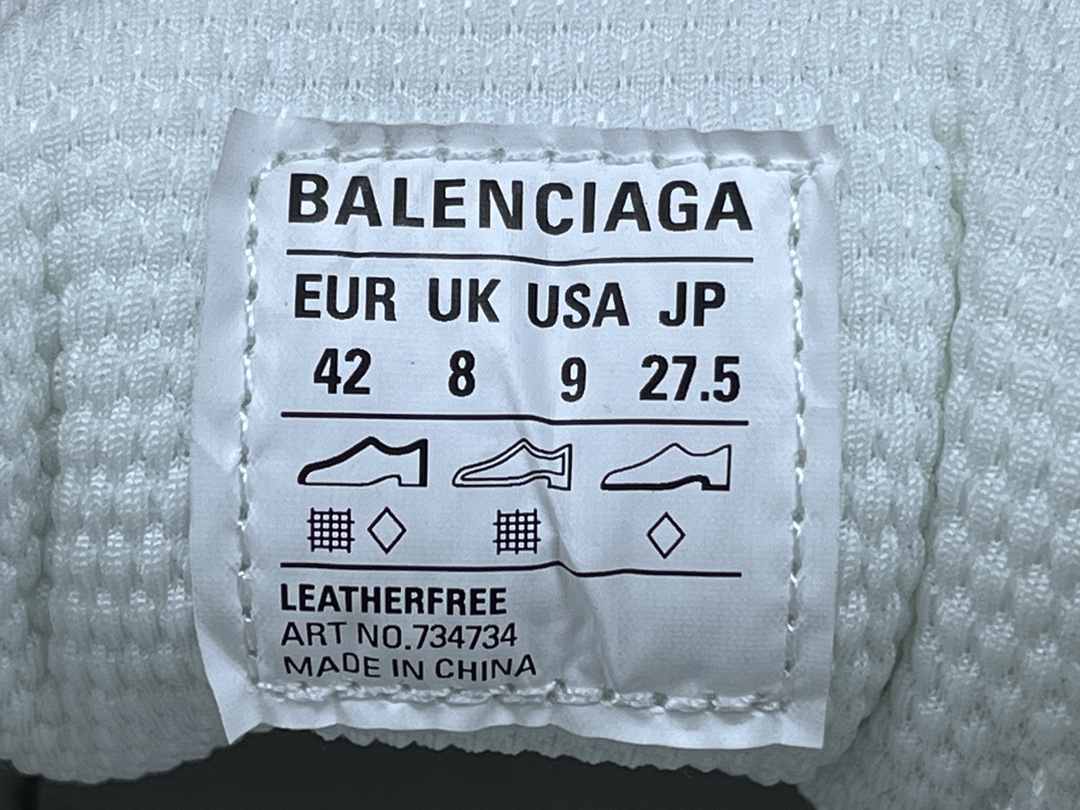 BALENCIAGA
EUR UK USA JP
42 8 9 27.5
LEATHERFREE
ART NO.734734
MADE IN CHINA